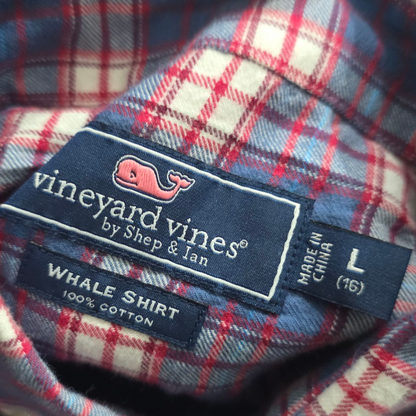 vineyard vines®
by Shep & Ian
WHALE SHIRT
100% COTTON
MADE IN
CHINA
L
(16)